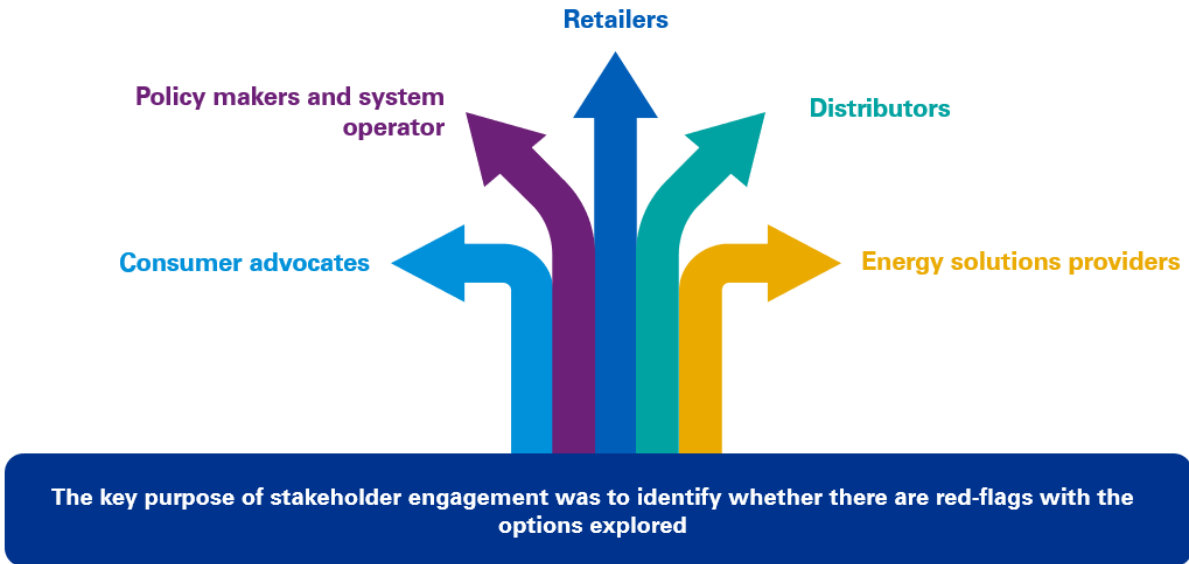 Retailers
Policy makers and system
operator
Distributors
Consumer advocates
Energy solutions providers
The key purpose of stakeholder engagement was to identify whether there are red-flags with the
options explored